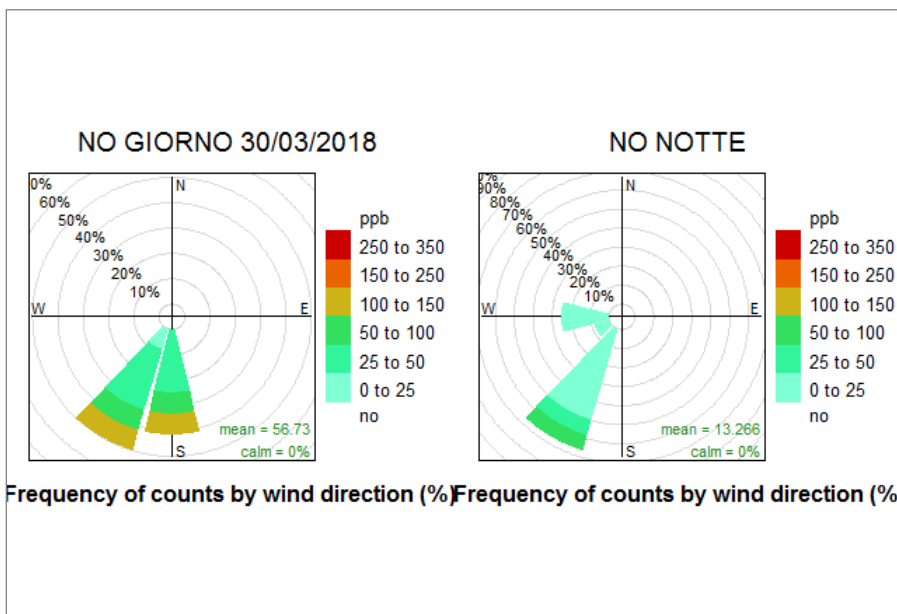 NO GIORNO 30/03/2018
0%
60%
50%
40%
30%
20%
10%
N
W
E
S
mean = 56.73
calm = 0%
ppb
250 to 350
150 to 250
100 to 150
50 to 100
25 to 50
0 to 25
no
Frequency of counts by wind direction (%)
NO NOTTE
0%
90%
80%
70%
60%
50%
40%
30%
20%
10%
N
W
E
S
mean = 13.266
calm = 0%
ppb
250 to 350
150 to 250
100 to 150
50 to 100
25 to 50
0 to 25
no
Frequency of counts by wind direction (%